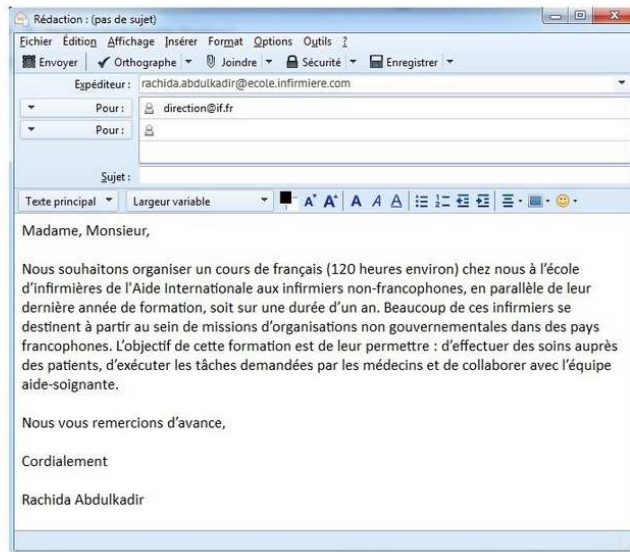 Rédaction : (pas de sujet)
Fichier Édition Affichage Insérer Format Options Outils ?
Envoyer Orthographe Joindre Sécurité Enregistrer
Expéditeur : rachida.abdulkadir@ecole.infirmiere.com
Pour : direction@if.fr
Pour :
Sujet :
Texte principal Largeur variable
Madame, Monsieur,
Nous souhaitons organiser un cours de français (120 heures environ) chez nous à l'école
d'infirmières de l'Aide Internationale aux infirmiers non-francophones, en parallèle de leur
dernière année de formation, soit sur une durée d'un an. Beaucoup de ces infirmiers se
destinent à partir au sein de missions d'organisations non gouvernementales dans des pays
francophones. L'objectif de cette formation est de leur permettre : d'effectuer des soins auprès
des patients, d'exécuter les tâches demandées par les médecins et de collaborer avec l'équipe
aide-soignante.
Nous vous remercions d'avance,
Cordialement
Rachida Abdulkadir